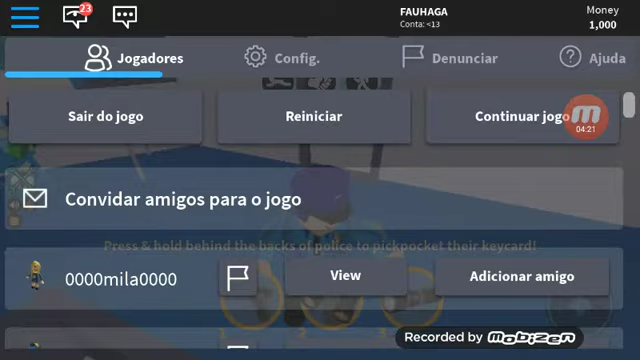 23
FAUHAGA
Conta: <13
Money
1,000
Jogadores
Config.
Denunciar
Ajuda
Sair do jogo
Reiniciar
Continuar jogo
04:21
Convidar amigos para o jogo
Press & hold behind the backs of police to pickpocket their keycard!
0000mila0000
View
Adicionar amigo
Recorded by Mobizen